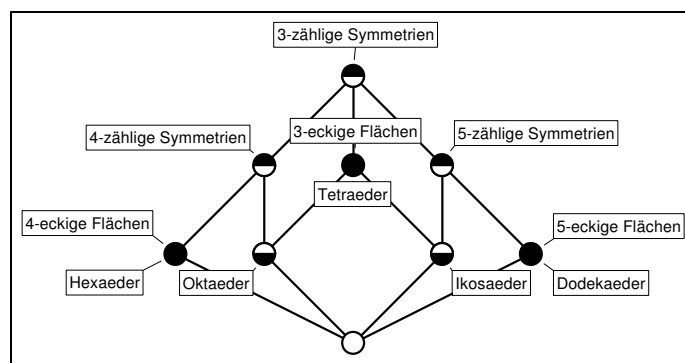 3-zählige Symmetrien
4-zählige Symmetrien
3-eckige Flächen
5-zählige Symmetrien
Tetraeder
4-eckige Flächen
5-eckige Flächen
Hexaeder
Oktaeder
Ikosaeder
Dodekaeder